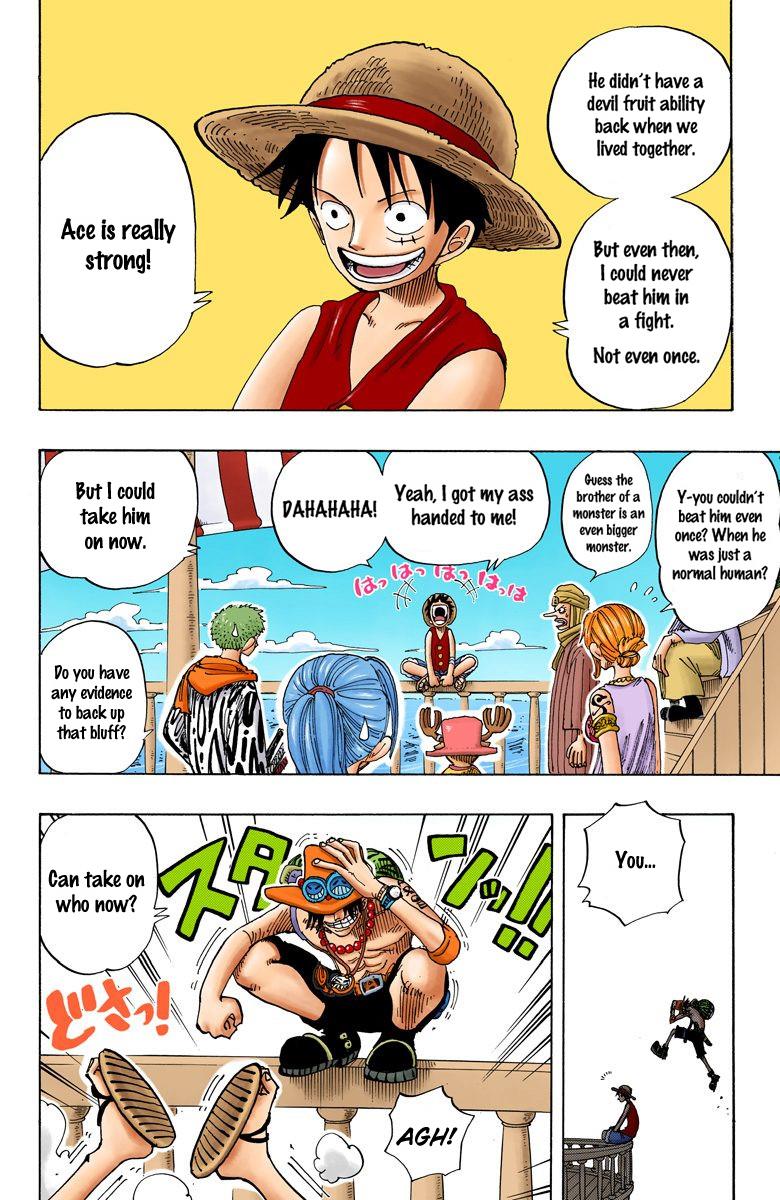 He didn't have a
devil fruit ability
back when we
lived together.
But even then,
I could never
beat him in
a fight.
Not even once.
Ace is really
strong!
Y-you couldn't
beat him even
once? When he
was just a
normal human?
Guess the
brother of a
monster is an
even bigger
monster.
Yeah, I got my ass
handed to me!
DAHAHAHA!
はっはっはっはっは
But I could
take him
on now.
Do you have
any evidence
to back up
that bluff?
You...
スタンッ!!
Can take on
who now?
どさっ!
AGH!